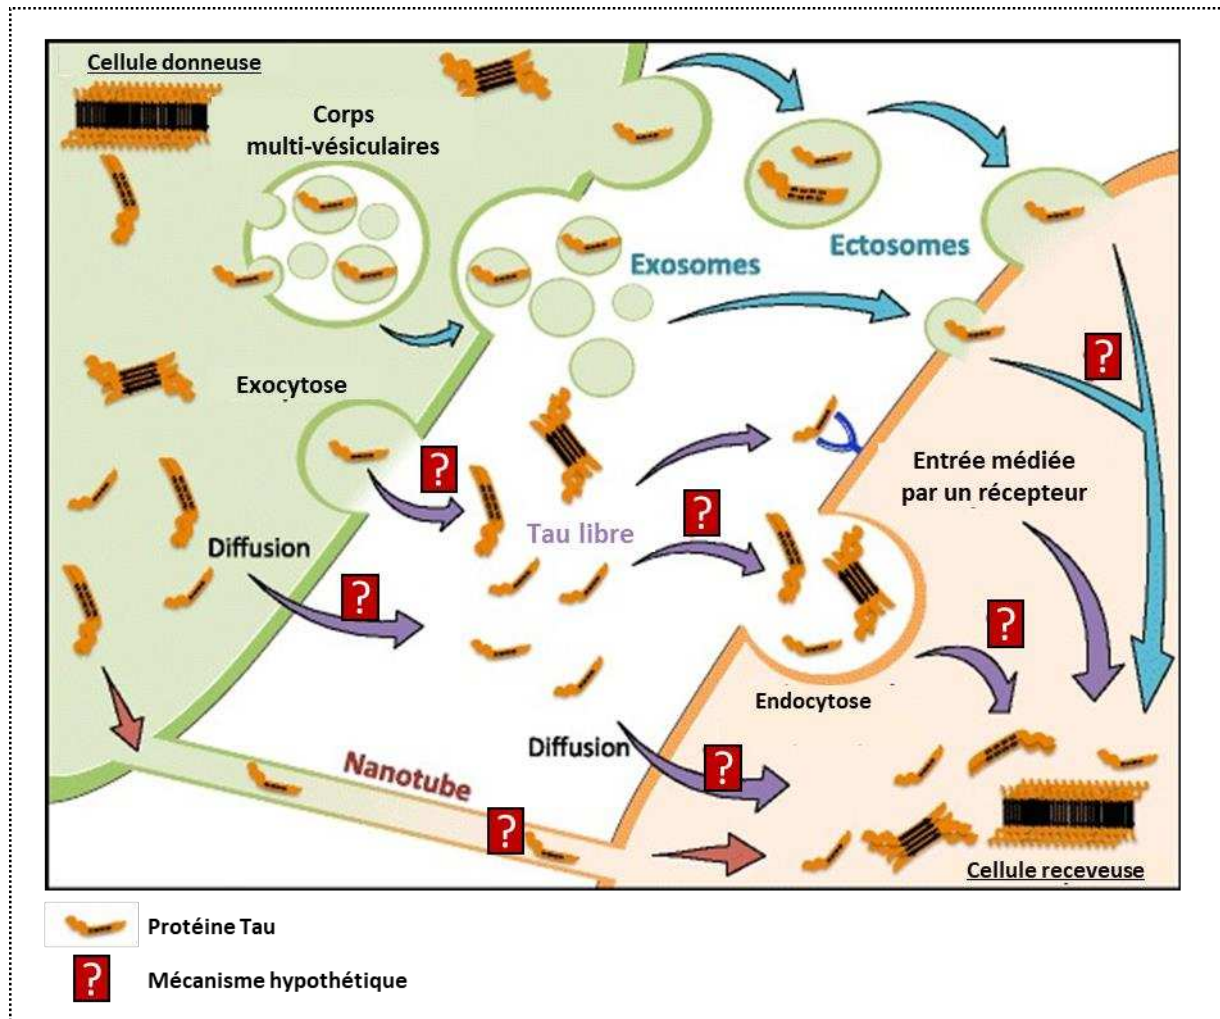 Cellule donneuse
Corps
multi-vésiculaires
Exosomes
Ectosomes
?
Exocytose
?
Tau libre
?
Entrée médiée
par un récepteur
Diffusion
?
?
Endocytose
Diffusion
?
Nanotube
?
Cellule receveuse
Protéine Tau
? Mécanisme hypothétique